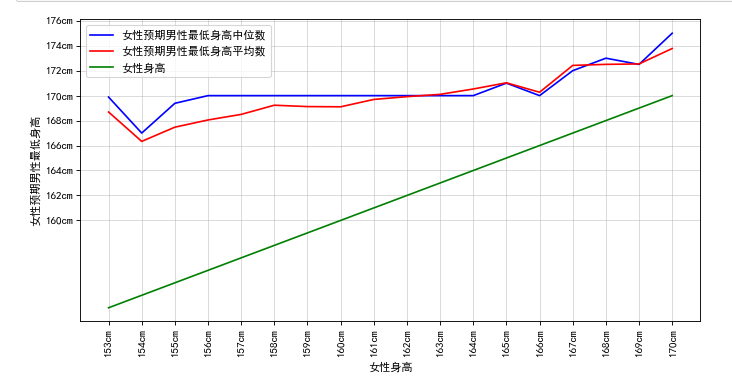 176cm
174cm
172cm
170cm
168cm
166cm
164cm
162cm
160cm
女性预期男性最低身高
女性预期男性最低身高中位数
女性预期男性最低身高平均数
女性身高
153cm
154cm
155cm
156cm
157cm
158cm
159cm
160cm
161cm
162cm
163cm
164cm
165cm
166cm
167cm
168cm
169cm
170cm
女性身高